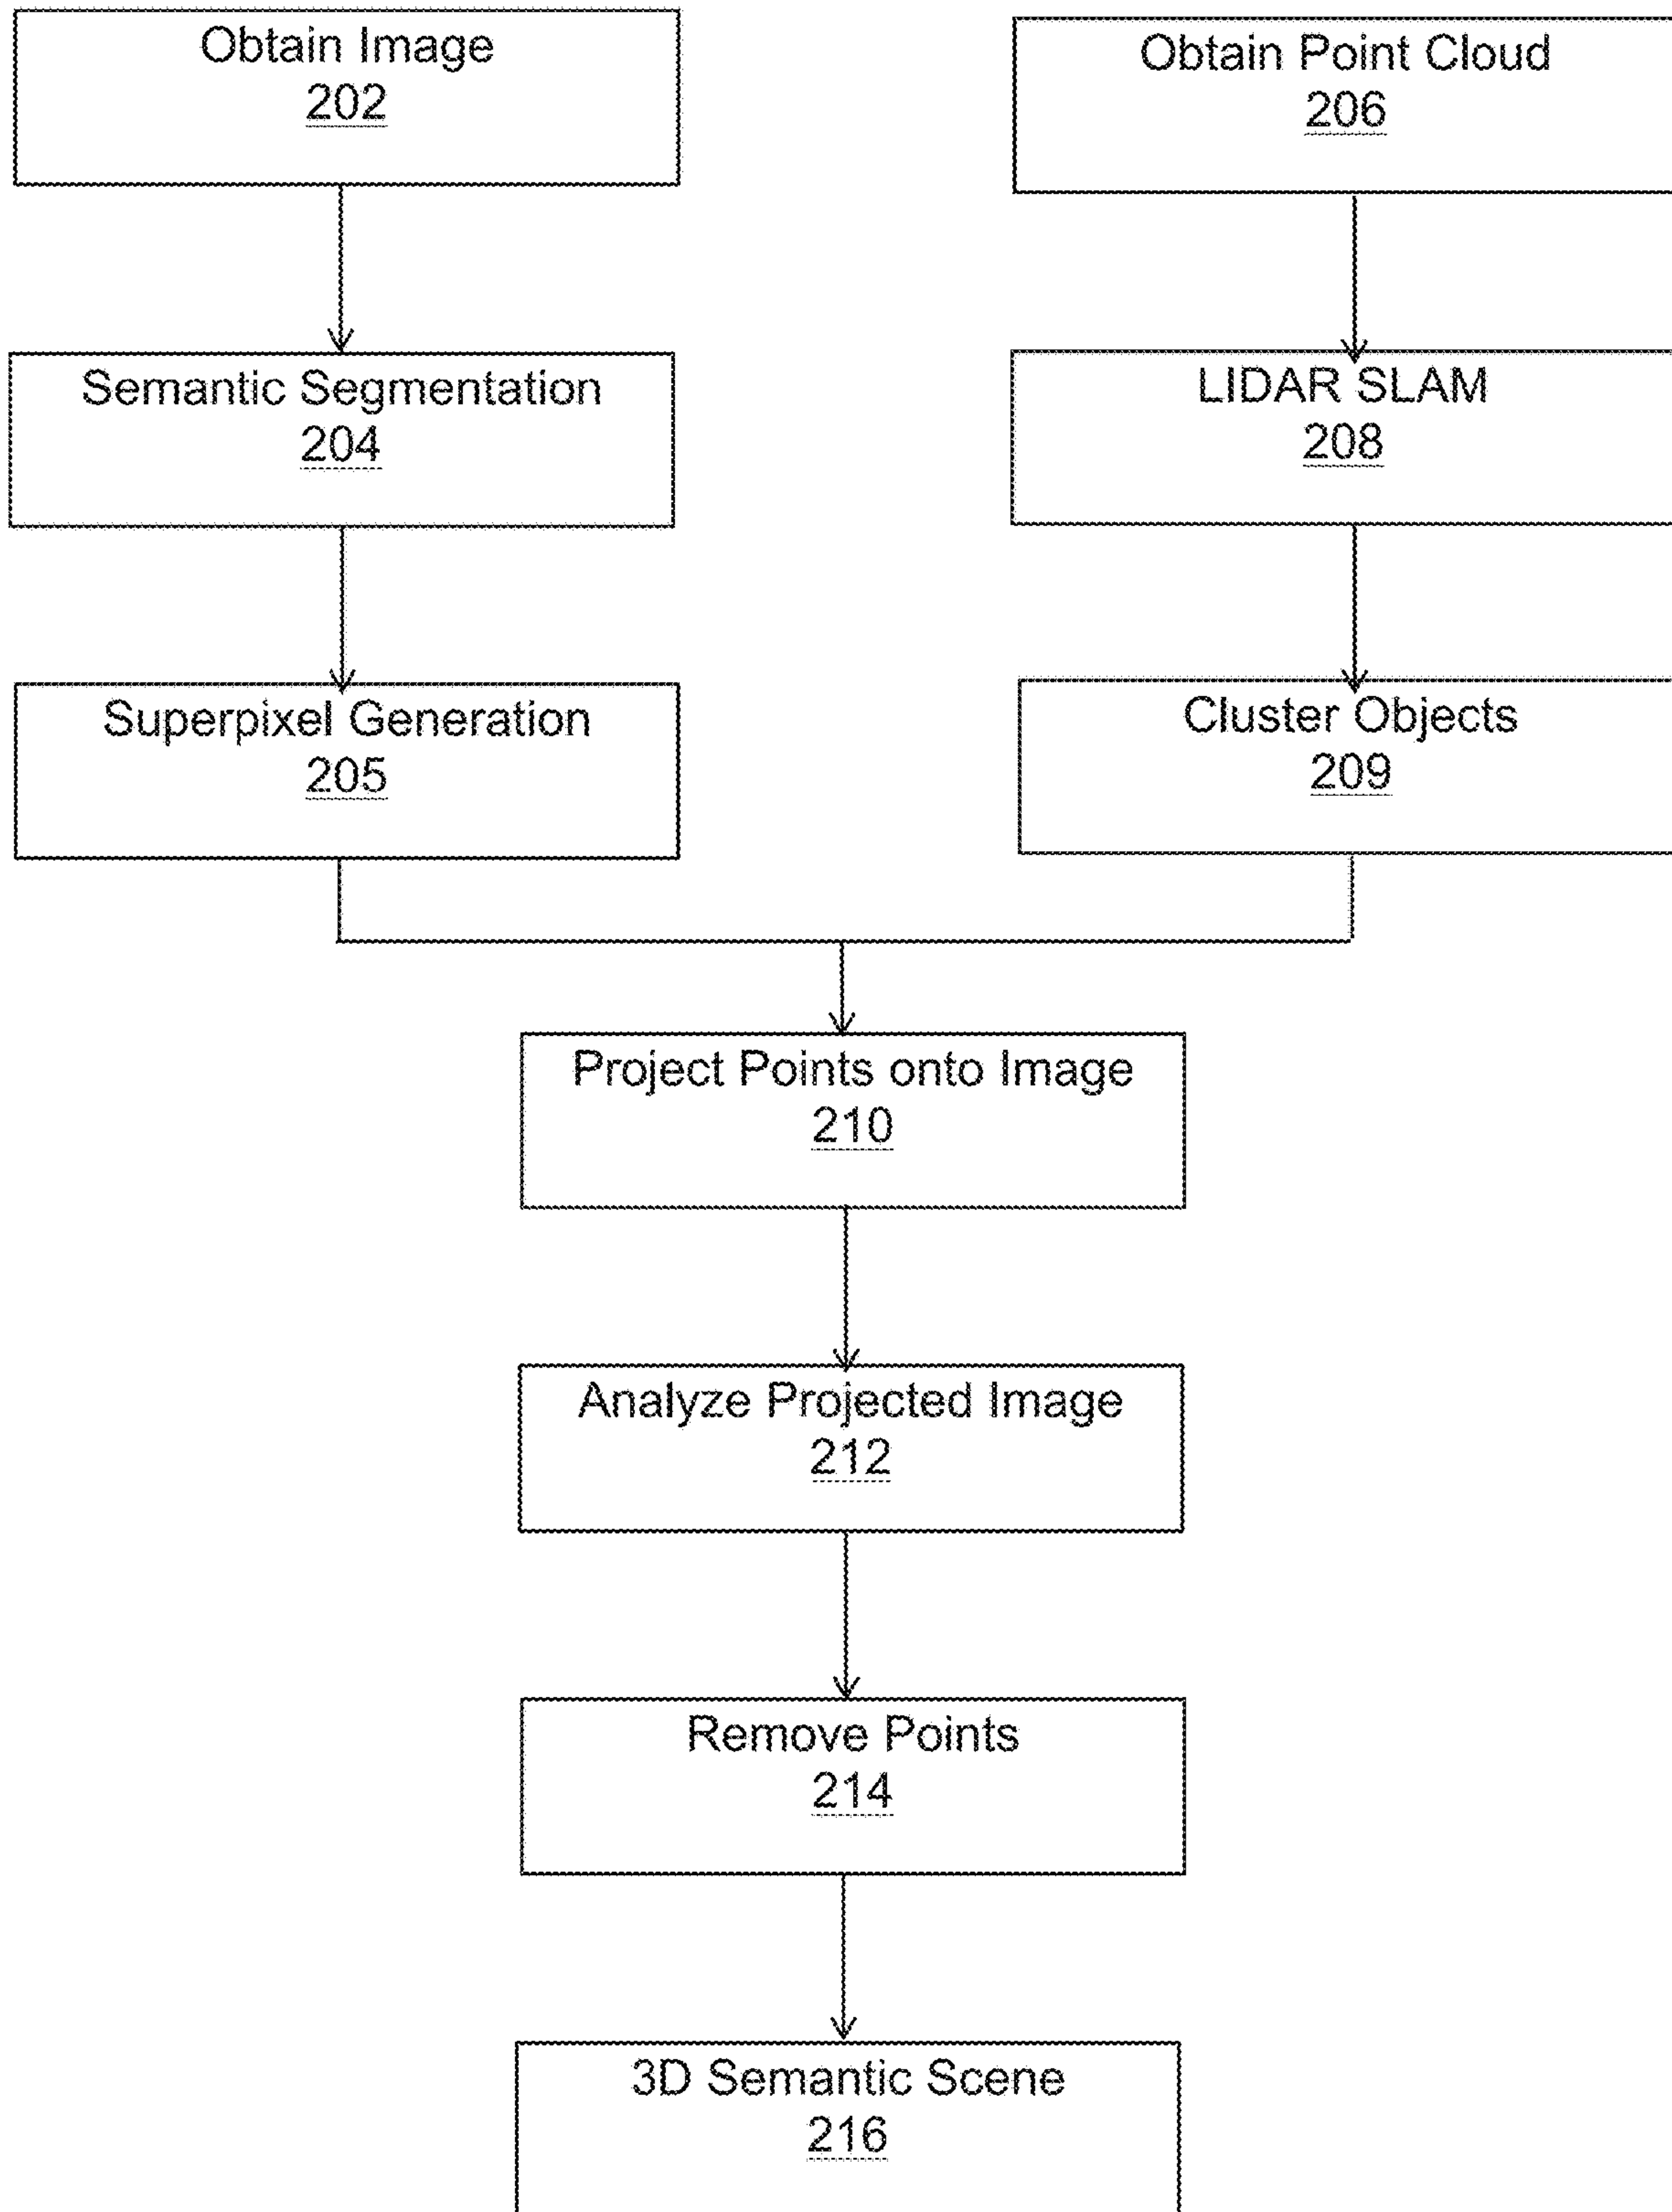 Obtain Image
202
Obtain Point Cloud
206
Semantic Segmentation
204
LIDAR SLAM
208
Superpixel Generation
205
Cluster Objects
209
Project Points onto Image
210
Analyze Projected Image
212
Remove Points
214
3D Semantic Scene
216